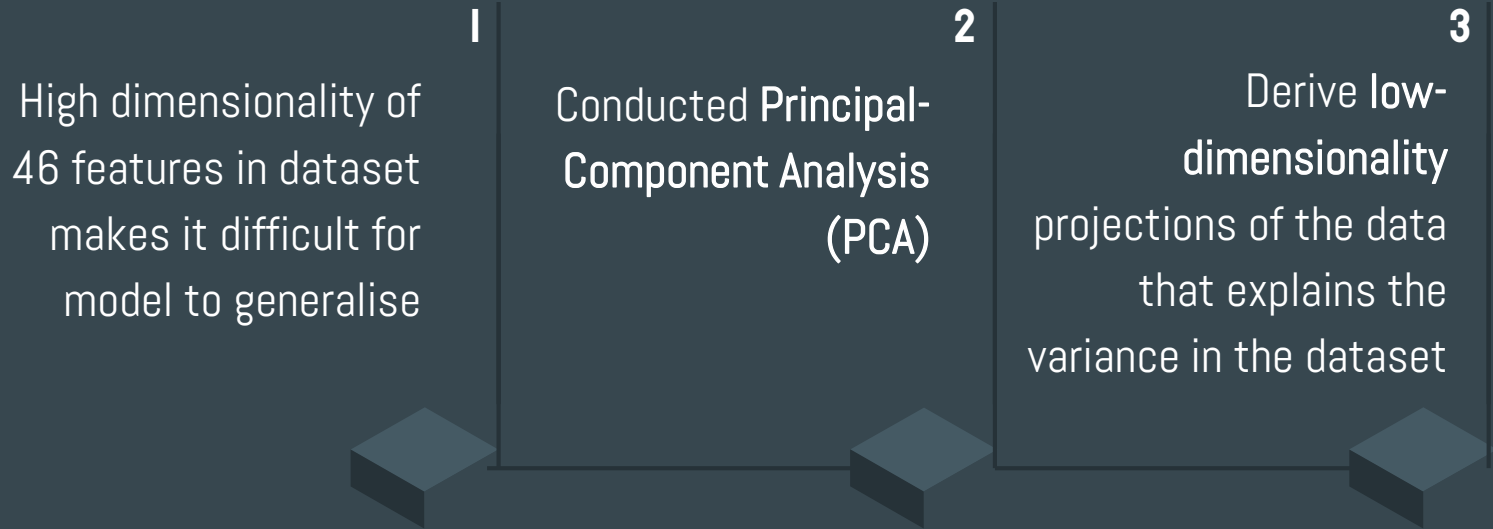 1
High dimensionality of
46 features in dataset
makes it difficult for
model to generalise
2
Conducted Principal-
Component Analysis
(PCA)
3
Derive low-
dimensionality
projections of the data
that explains the
variance in the dataset